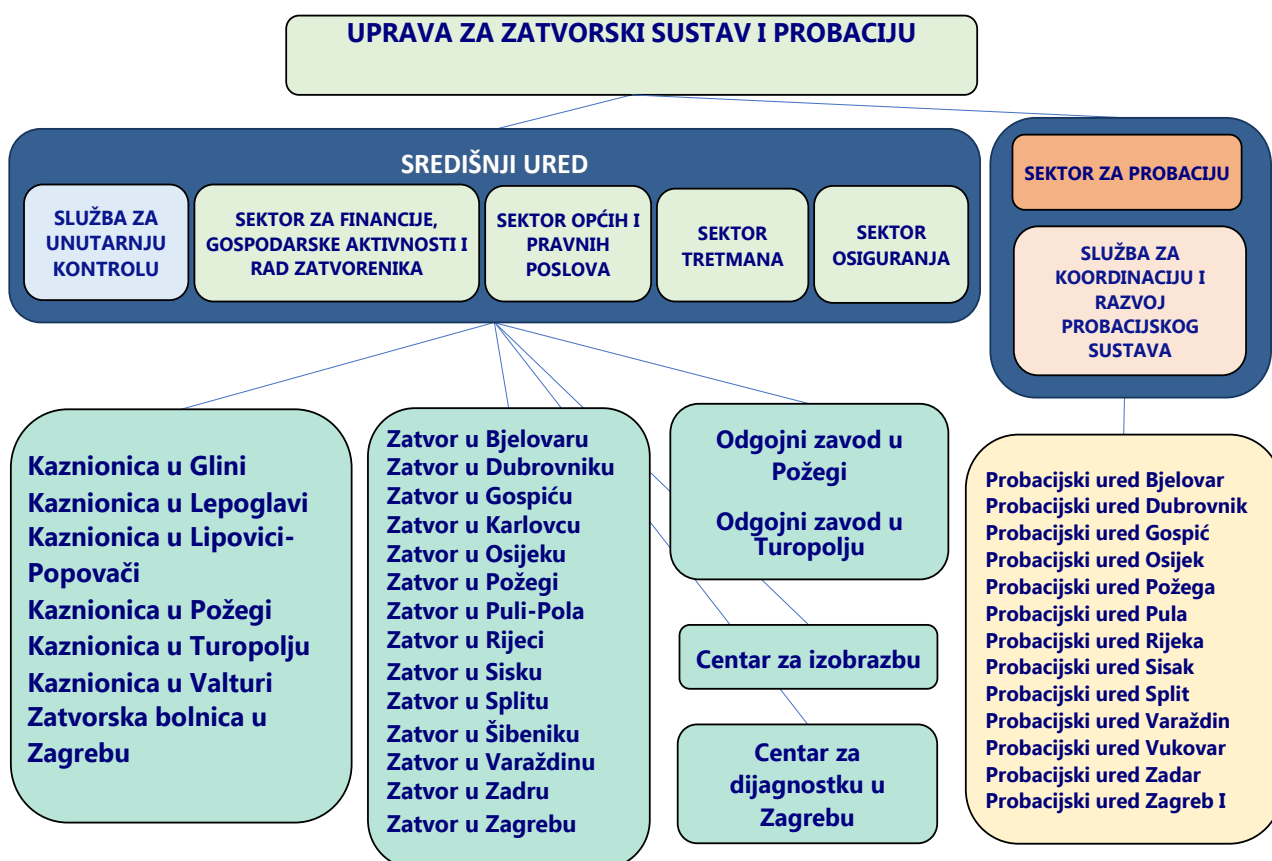 UPRAVA ZA ZATVORSKI SUSTAV I PROBACIJU
SREDIŠNJI URED
SLUŽBA ZA
UNUTARNJU
KONTROLU
SEKTOR ZA FINANCIJE,
GOSPODARSKE AKTIVNOSTI I
RAD ZATVORENIKA
SEKTOR OPĆIH I
PRAVNIH
POSLOVA
SEKTOR
TRETMANA
SEKTOR
OSIGURANJA
SEKTOR ZA PROBACIJU
SLUŽBA ZA
KOORDINACIJU I
RAZVOJ
PROBACIJSKOG
SUSTAVA
Kaznionica u Glini
Kaznionica u Lepoglavi
Kaznionica u Lipovici-
Popovači
Kaznionica u Požegi
Kaznionica u Turopolju
Kaznionica u Valturi
Zatvorska bolnica u
Zagrebu
Zatvor u Bjelovaru
Zatvor u Dubrovniku
Zatvor u Gospiću
Zatvor u Karlovcu
Zatvor u Osijeku
Zatvor u Požegi
Zatvor u Puli-Pola
Zatvor u Rijeci
Zatvor u Sisku
Zatvor u Splitu
Zatvor u Šibeniku
Zatvor u Varaždinu
Zatvor u Zadru
Zatvor u Zagrebu
Odgojni zavod u
Požegi
Odgojni zavod u
Turopolju
Centar za izobrazbu
Centar za
dijagnostku u
Zagrebu
Probacijski ured Bjelovar
Probacijski ured Dubrovnik
Probacijski ured Gospić
Probacijski ured Osijek
Probacijski ured Požega
Probacijski ured Pula
Probacijski ured Rijeka
Probacijski ured Sisak
Probacijski ured Split
Probacijski ured Varaždin
Probacijski ured Vukovar
Probacijski ured Zadar
Probacijski ured Zagreb I